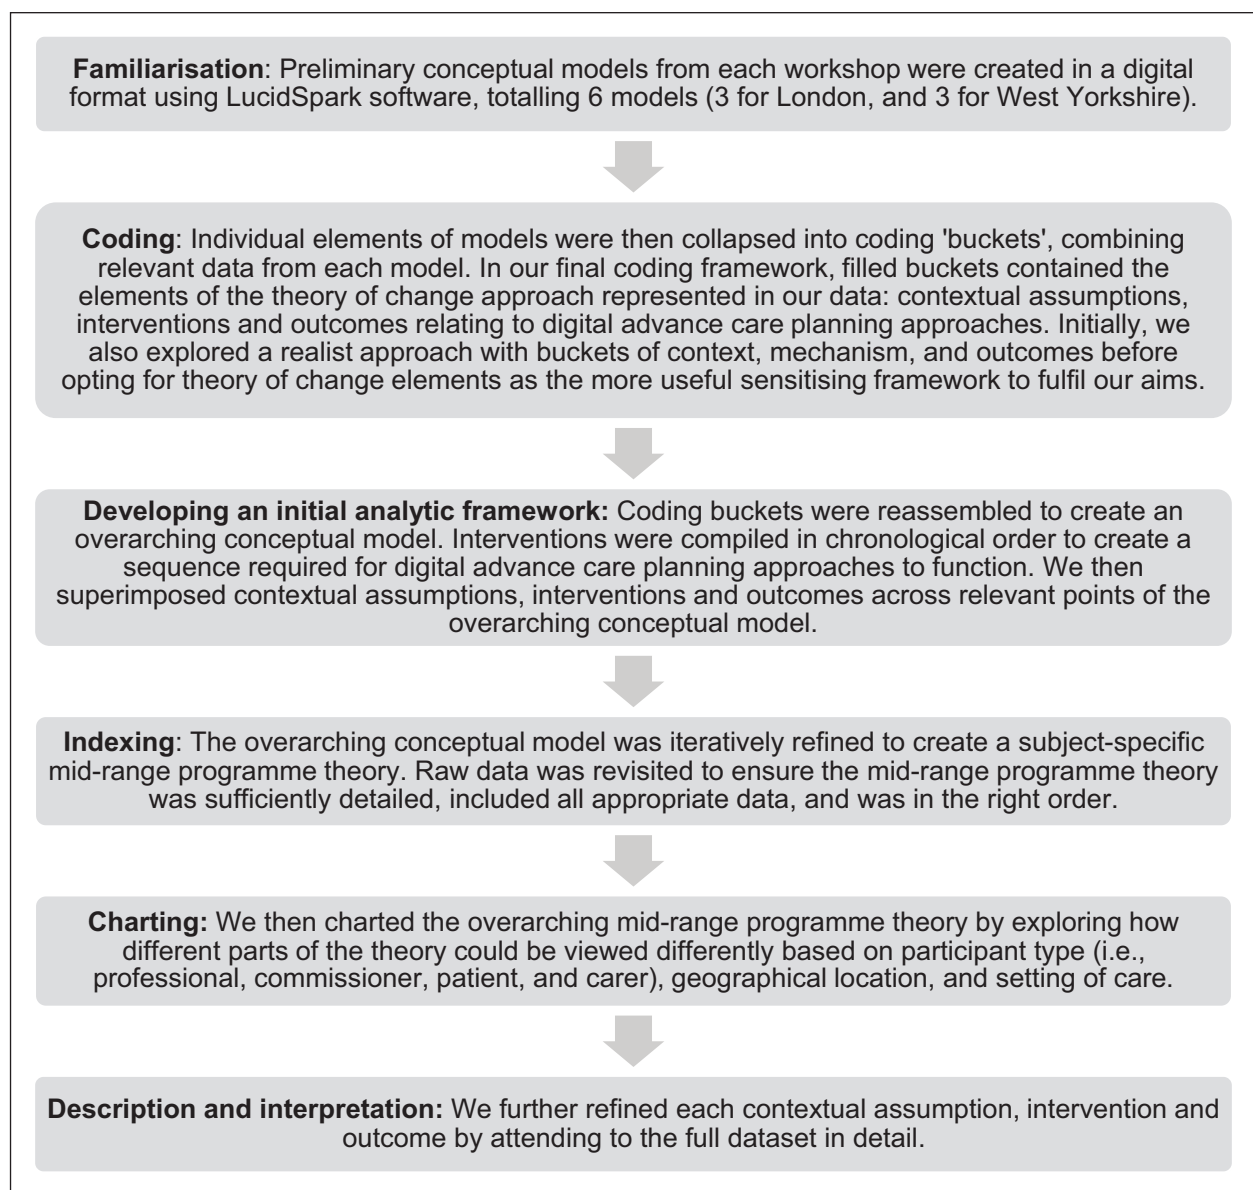 Familiarisation: Preliminary conceptual models from each workshop were created in a digital
format using LucidSpark software, totalling 6 models (3 for London, and 3 for West Yorkshire).
Coding: Individual elements of models were then collapsed into coding 'buckets', combining
relevant data from each model. In our final coding framework, filled buckets contained the
elements of the theory of change approach represented in our data: contextual assumptions,
interventions and outcomes relating to digital advance care planning approaches. Initially, we
also explored a realist approach with buckets of context, mechanism, and outcomes before
opting for theory of change elements as the more useful sensitising framework to fulfil our aims.
Developing an initial analytic framework: Coding buckets were reassembled to create an
overarching conceptual model. Interventions were compiled in chronological order to create a
sequence required for digital advance care planning approaches to function. We then
superimposed contextual assumptions, interventions and outcomes across relevant points of the
overarching conceptual model.
Indexing: The overarching conceptual model was iteratively refined to create a subject-specific
mid-range programme theory. Raw data was revisited to ensure the mid-range programme theory
was sufficiently detailed, included all appropriate data, and was in the right order.
Charting: We then charted the overarching mid-range programme theory by exploring how
different parts of the theory could be viewed differently based on participant type (i.e.,
professional, commissioner, patient, and carer), geographical location, and setting of care.
Description and interpretation: We further refined each contextual assumption, intervention and
outcome by attending to the full dataset in detail.